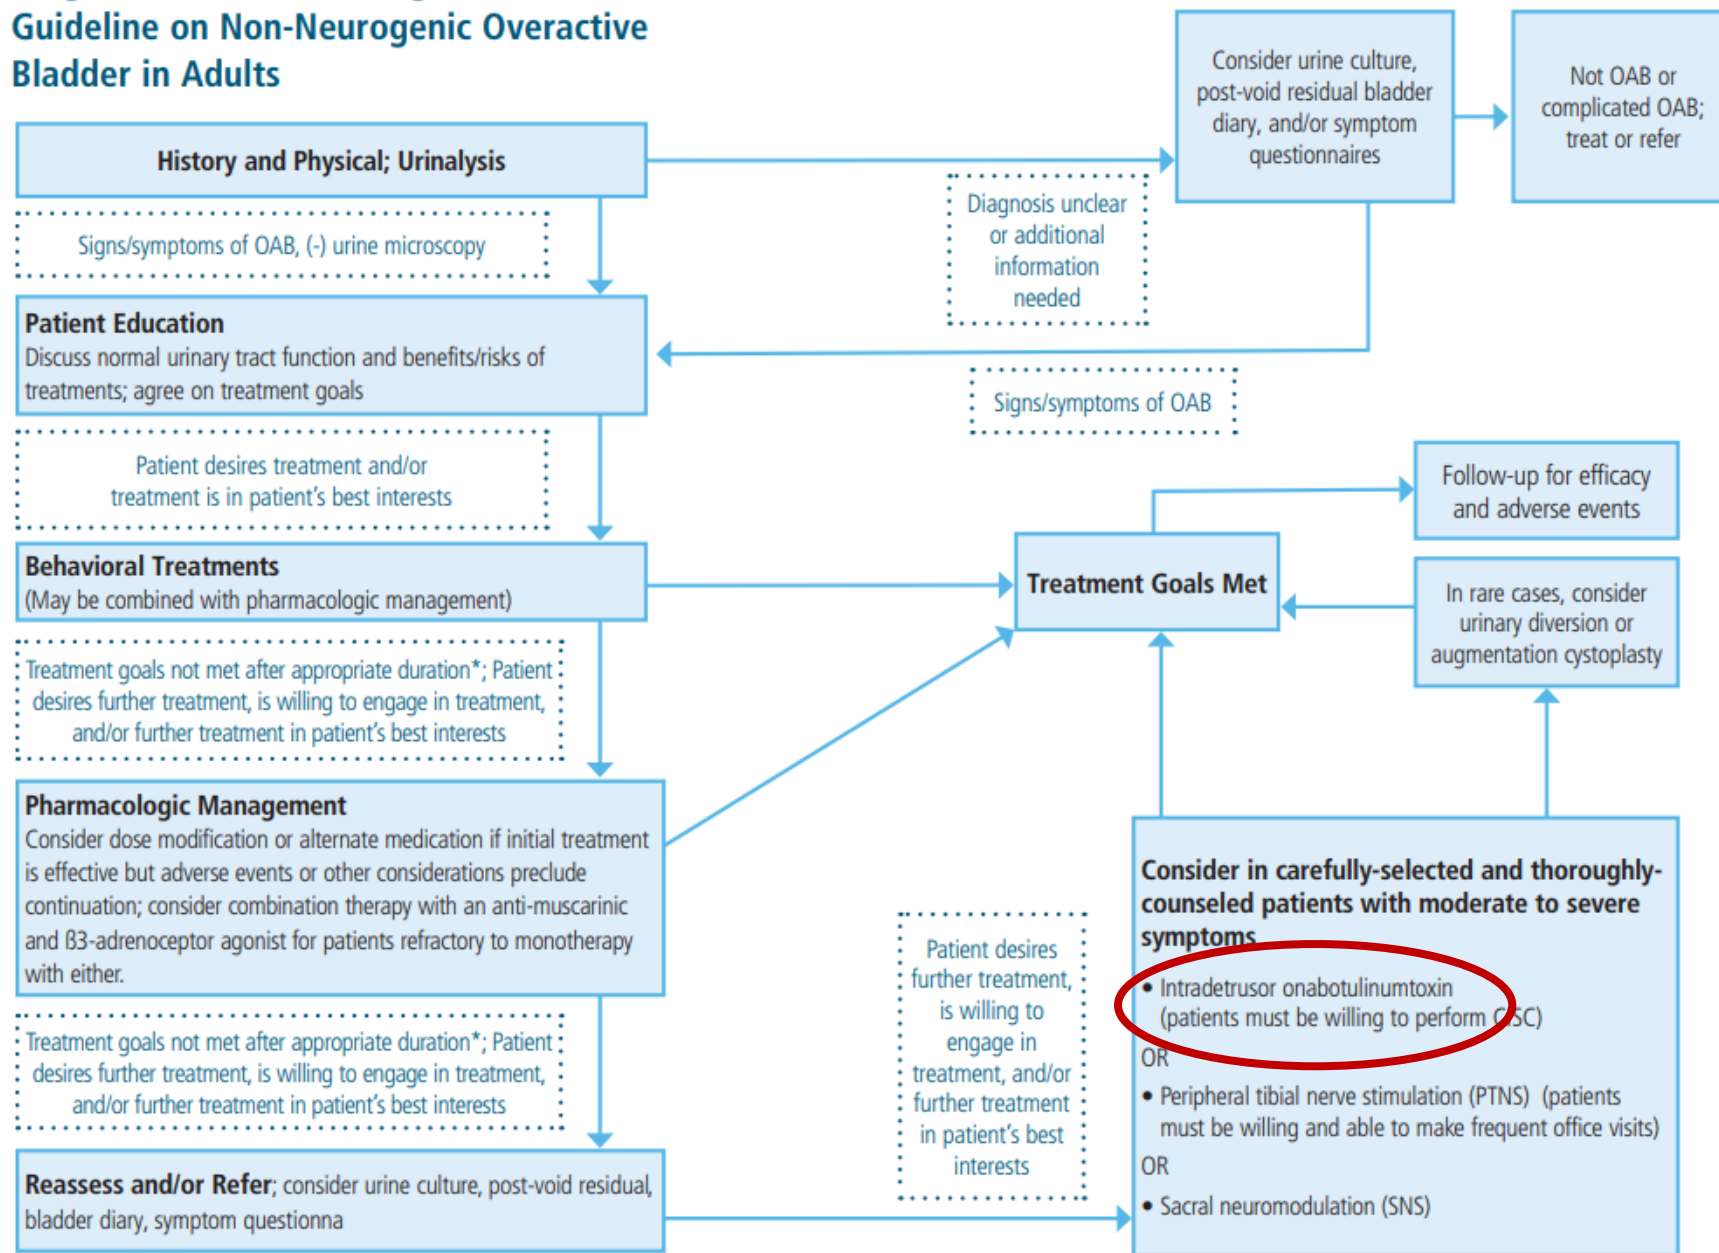 Guideline on Non-Neurogenic Overactive
Bladder in Adults
History and Physical; Urinalysis
Signs/symptoms of OAB, (-) urine microscopy
Patient Education
Discuss normal urinary tract function and benefits/risks of
treatments; agree on treatment goals
Patient desires treatment and/or
treatment is in patient's best interests
Behavioral Treatments
(May be combined with pharmacologic management)
Treatment goals not met after appropriate duration*; Patient
desires further treatment, is willing to engage in treatment,
and/or further treatment in patient's best interests
Pharmacologic Management
Consider dose modification or alternate medication if initial treatment
is effective but adverse events or other considerations preclude
continuation; consider combination therapy with an anti-muscarinic
and ß3-adrenoceptor agonist for patients refractory to monotherapy
with either.
Treatment goals not met after appropriate duration*; Patient
desires further treatment, is willing to engage in treatment,
and/or further treatment in patient's best interests
Reassess and/or Refer; consider urine culture, post-void residual,
bladder diary, symptom questionna
Consider urine culture,
post-void residual bladder
diary, and/or symptom
questionnaires
Not OAB or
complicated OAB;
treat or refer
Diagnosis unclear
or additional
information
needed
Signs/symptoms of OAB
Follow-up for efficacy
and adverse events
Treatment Goals Met
In rare cases, consider
urinary diversion or
augmentation cystoplasty
Patient desires
further treatment,
is willing to
engage in
treatment, and/or
further treatment
in patient's best
interests
Consider in carefully-selected and thoroughly-
counseled patients with moderate to severe
symptoms
• Intradetrusor onabotulinumtoxin
(patients must be willing to perform CISC)
OR
• Peripheral tibial nerve stimulation (PTNS) (patients
must be willing and able to make frequent office visits)
OR
• Sacral neuromodulation (SNS)